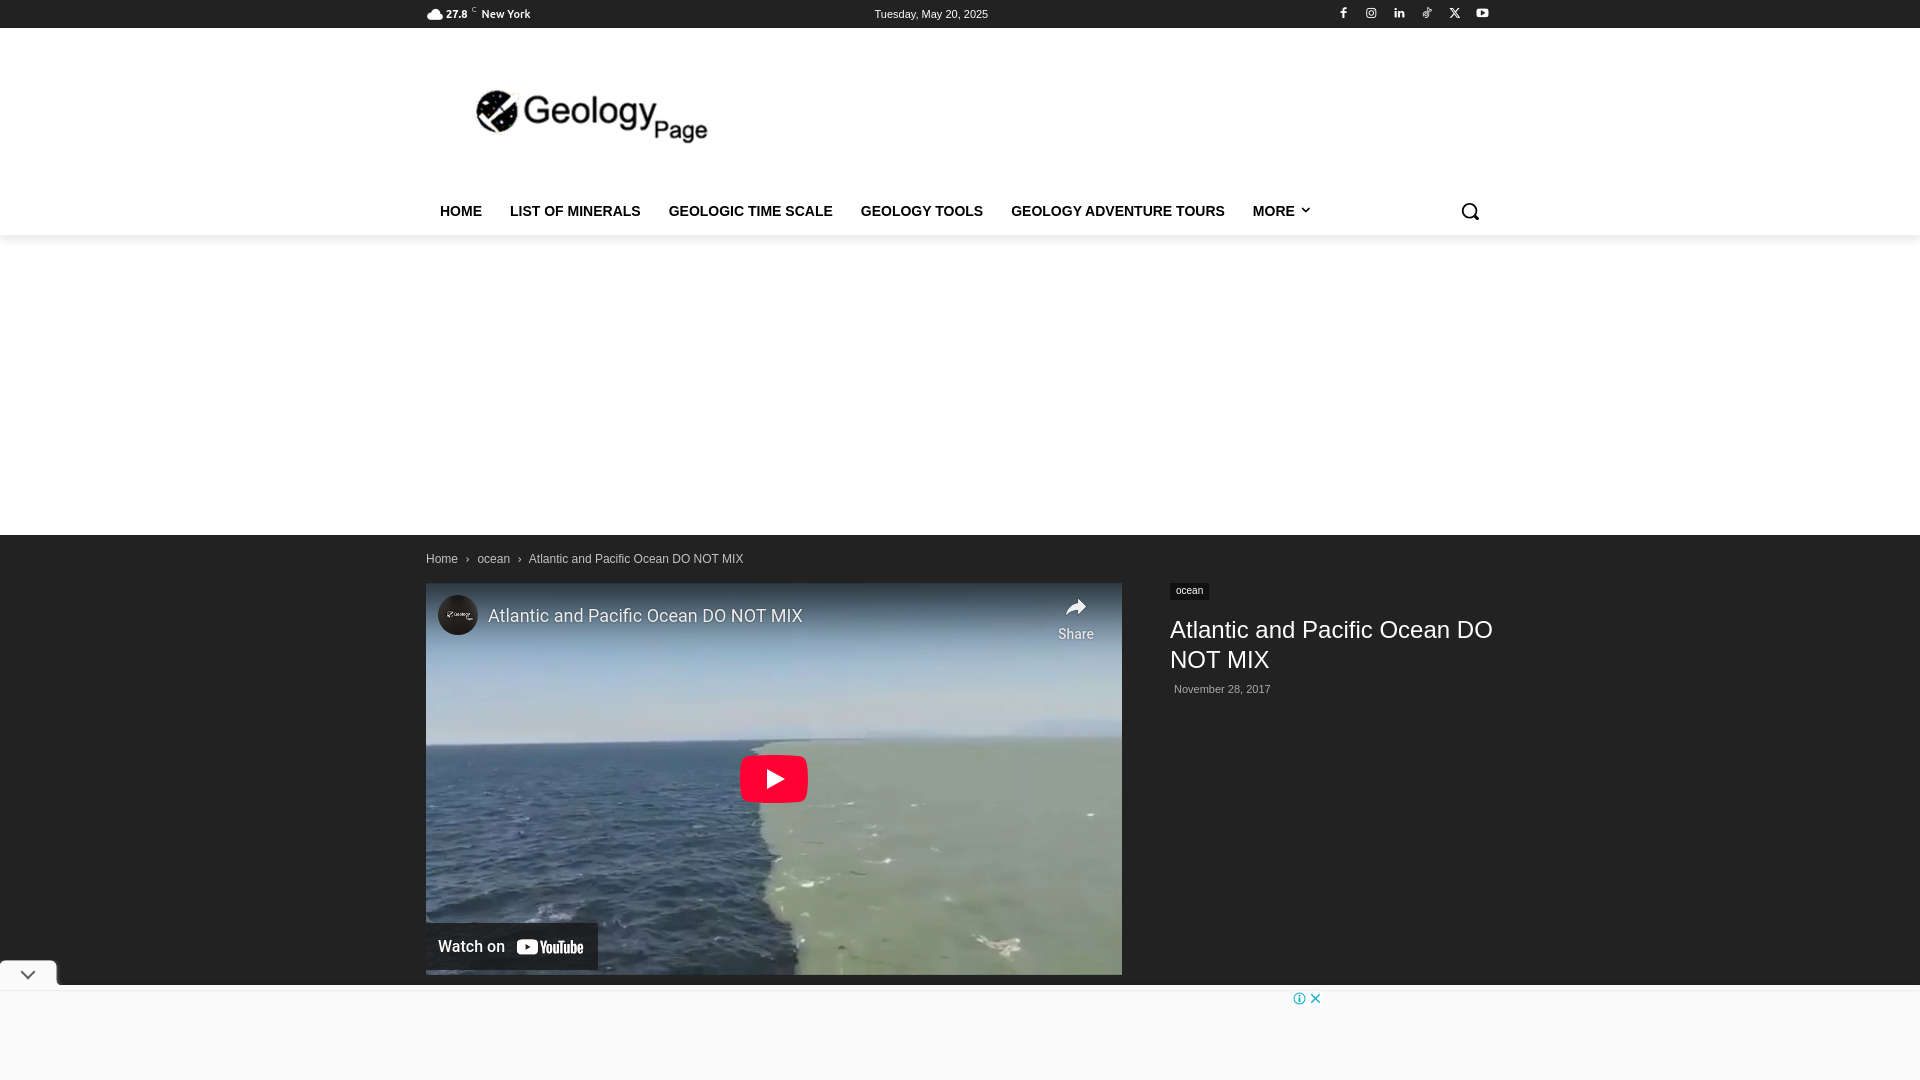 27.8 C New York
Tuesday, May 20, 2025
Geology Page
HOME LIST OF MINERALS GEOLOGIC TIME SCALE GEOLOGY TOOLS GEOLOGY ADVENTURE TOURS MORE
Home › ocean › Atlantic and Pacific Ocean DO NOT MIX
Atlantic and Pacific Ocean DO NOT MIX
Share
Watch on YouTube
ocean
Atlantic and Pacific Ocean DO
NOT MIX
November 28, 2017